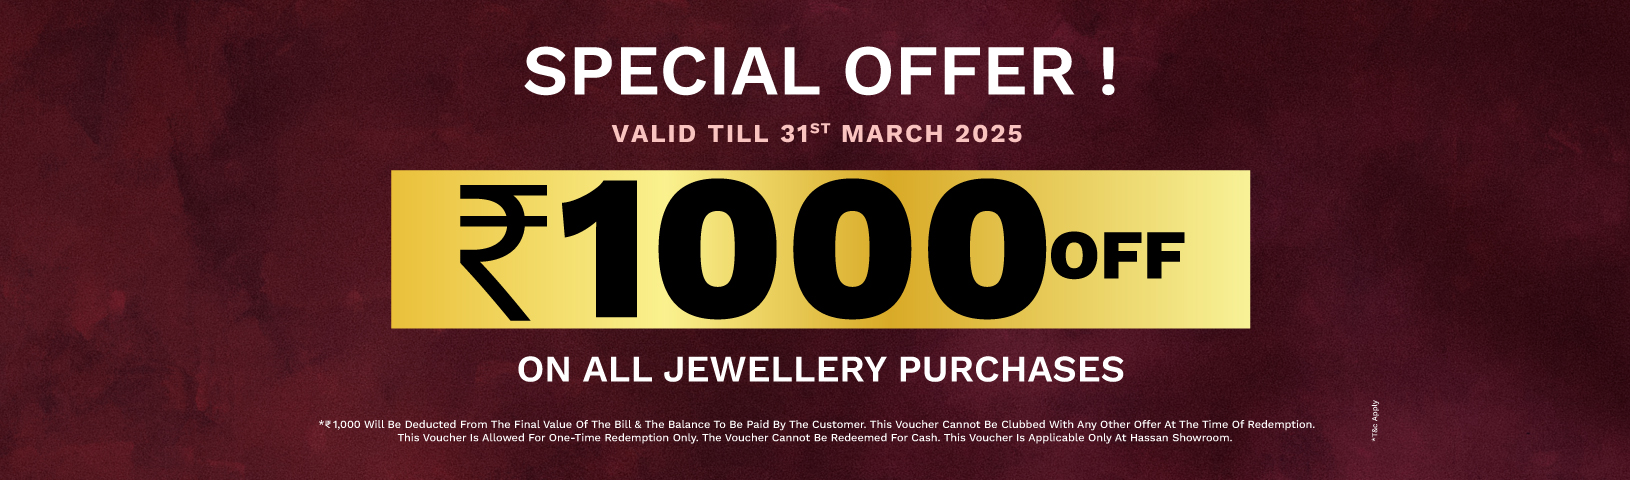 SPECIAL OFFER !
VALID TILL 31ST MARCH 2025
₹1000 OFF
ON ALL JEWELLERY PURCHASES
*₹1,000 Will Be Deducted From The Final Value Of The Bill & The Balance To Be Paid By The Customer. This Voucher Cannot Be Clubbed With Any Other Offer At The Time Of Redemption.
This Voucher Is Allowed For One-Time Redemption Only. The Voucher Cannot Be Redeemed For Cash. This Voucher Is Applicable Only At Hassan Showroom.
*T&c Apply